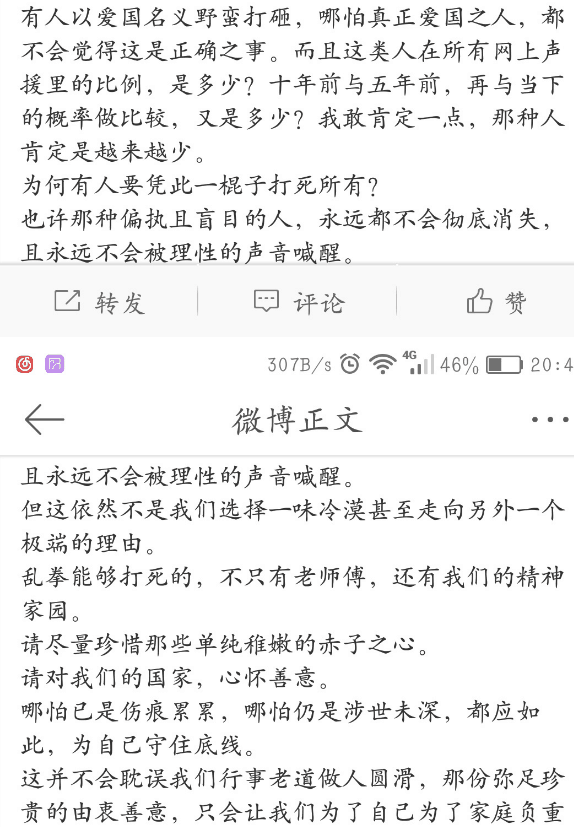 有人以爱国名义野蛮打砸，哪怕真正爱国之人，都
不会觉得这是正确之事。而且这类人在所有网上声
援里的比例，是多少？十年前与五年前，再与当下
的概率做比较，又是多少？我敢肯定一点，那种人
肯定是越来越少。
为何有人要凭此一棍子打死所有？
也许那种偏执且盲目的人，永远都不会彻底消失，
且永远不会被理性的声音喊醒。
转发 评论 赞
307B/s 4G 46% 20:4
微博正文
且永远不会被理性的声音喊醒。
但这依然不是我们选择一味冷漠甚至走向另外一个
极端的理由。
乱拳能够打死的，不只有老师傅，还有我们的精神
家园。
请尽量珍惜那些单纯稚嫩的赤子之心。
请对我们的国家，心怀善意。
哪怕已是伤痕累累，哪怕仍是涉世未深，都应如
此，为自己守住底线。
这并不会耽误我们行事老道做人圆滑，那份弥足珍
贵的由衷善意，只会让我们为了自己为了家庭负重